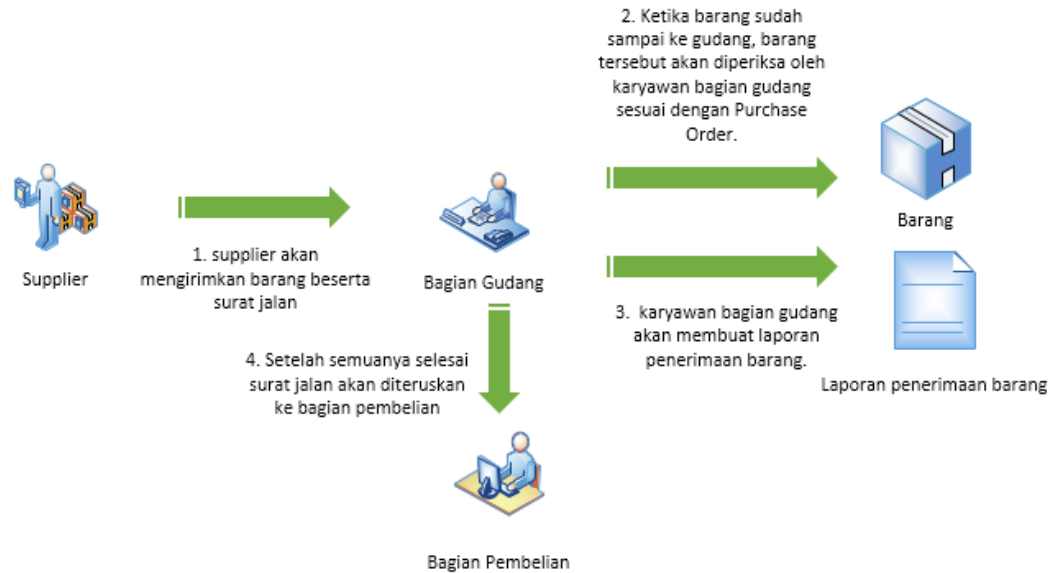 2. Ketika barang sudah
sampai ke gudang, barang
tersebut akan diperiksa oleh
karyawan bagian gudang
sesuai dengan Purchase
Order.
Barang
Supplier
1. supplier akan
mengirimkan barang beserta
surat jalan
Bagian Gudang
3. karyawan bagian gudang
akan membuat laporan
penerimaan barang.
Laporan penerimaan barang
4. Setelah semuanya selesai
surat jalan akan diteruskan
ke bagian pembelian
Bagian Pembelian